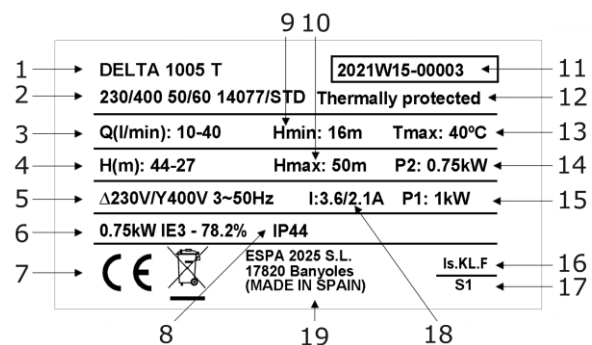 9 10
1 DELTA 1005 T 2021W15-00003 11
2 230/400 50/60 14077/STD Thermally protected 12
3 Q(l/min): 10-40 Hmin: 16m Tmax: 40ºC 13
4 H(m): 44-27 Hmax: 50m P2: 0.75kW 14
5 Δ230V/Y400V 3~50Hz I:3.6/2.1A P1: 1kW 15
6 0.75kW IE3 - 78.2% IP44
7 CE ESPA 2025 S.L.
17820 Banyoles
(MADE IN SPAIN)
Is.KL.F 16
S1 17
8 19 18